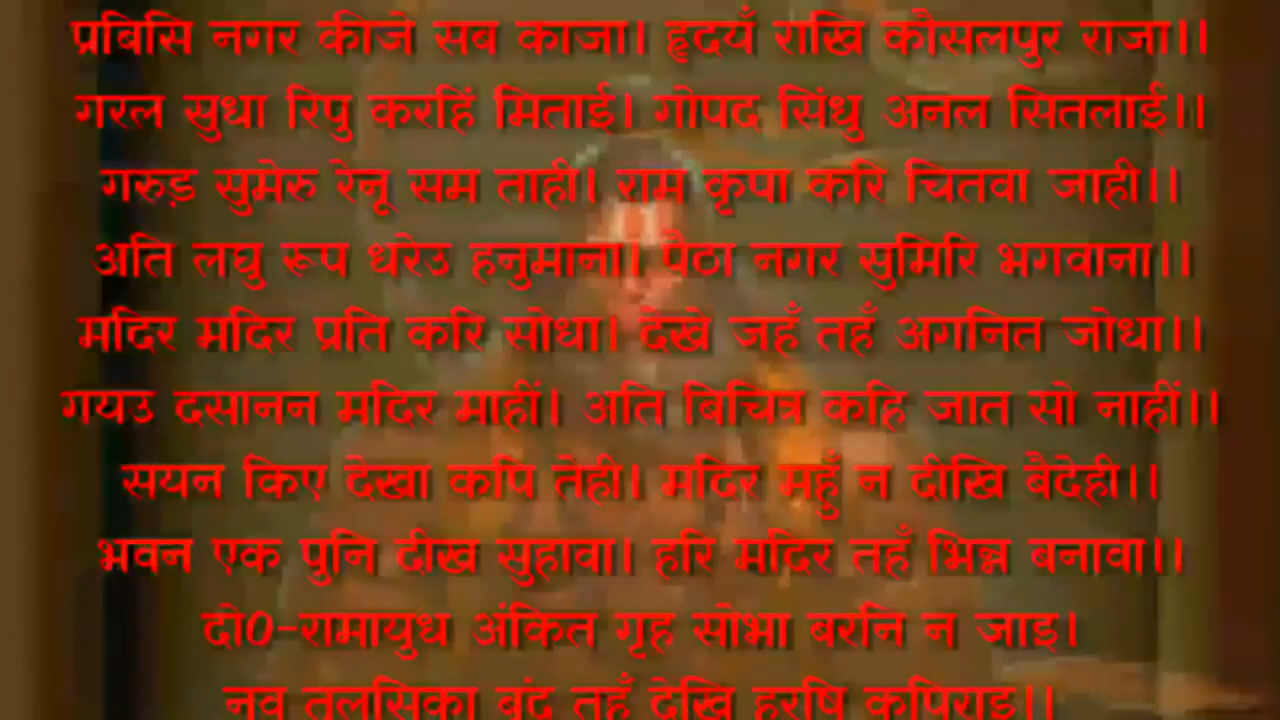 प्रबिसि नगर कीजे सब काजा। हृदयँ राखि कौसलपुर राजा।।
गरल सुधा रिपु करहिं मिताई। गोपद सिंधु अनल सितलाई।।
गरुड़ सुमेरु रेनू सम ताही। राम कृपा करि चितवा जाही।।
अति लघु रूप धरेउ हनुमाना। पैठा नगर सुमिरि भगवाना।।
मंदिर मंदिर प्रति करि सोधा। देखे जहँ तहँ अगनित जोधा।।
गयउ दसानन मंदिर माहीं। अति बिचित्र कहि जात सो नाहीं।।
सयन किए देखा कपि तेही। मंदिर महुँ न दीखि बैदेही।।
भवन एक पुनि दीख सुहावा। हरि मंदिर तहँ भिन्न बनावा।।
दो0-रामायुध अंकित गृह सोभा बरनि न जाइ।
नव तुलसिका बृंद तहँ देखि हरषि कपिराइ।।